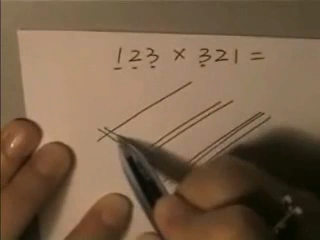 123 × 321 =